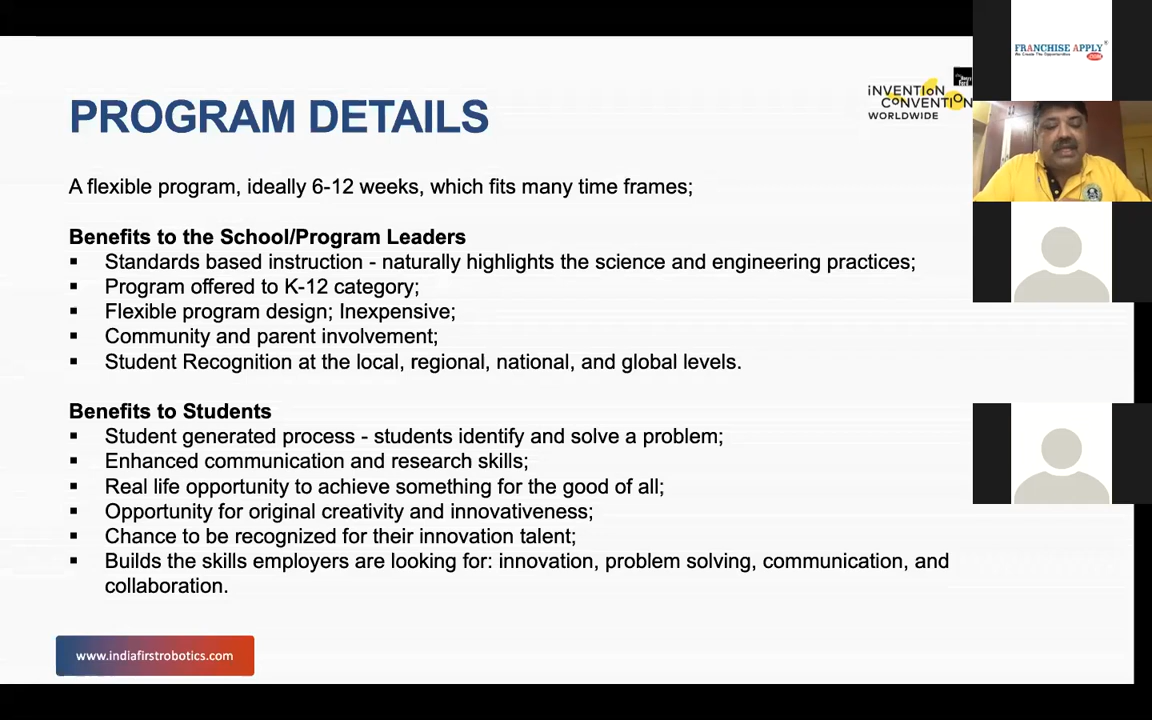 FRANCHISE APPLY
We Create The Opportunities
.com
INVENTION
CONVENTION
WORLDWIDE
PROGRAM DETAILS
A flexible program, ideally 6-12 weeks, which fits many time frames;
Benefits to the School/Program Leaders
▪ Standards based instruction - naturally highlights the science and engineering practices;
▪ Program offered to K-12 category;
▪ Flexible program design; Inexpensive;
▪ Community and parent involvement;
▪ Student Recognition at the local, regional, national, and global levels.
Benefits to Students
▪ Student generated process - students identify and solve a problem;
▪ Enhanced communication and research skills;
▪ Real life opportunity to achieve something for the good of all;
▪ Opportunity for original creativity and innovativeness;
▪ Chance to be recognized for their innovation talent;
▪ Builds the skills employers are looking for: innovation, problem solving, communication, and
collaboration.
www.indiafirstrobotics.com